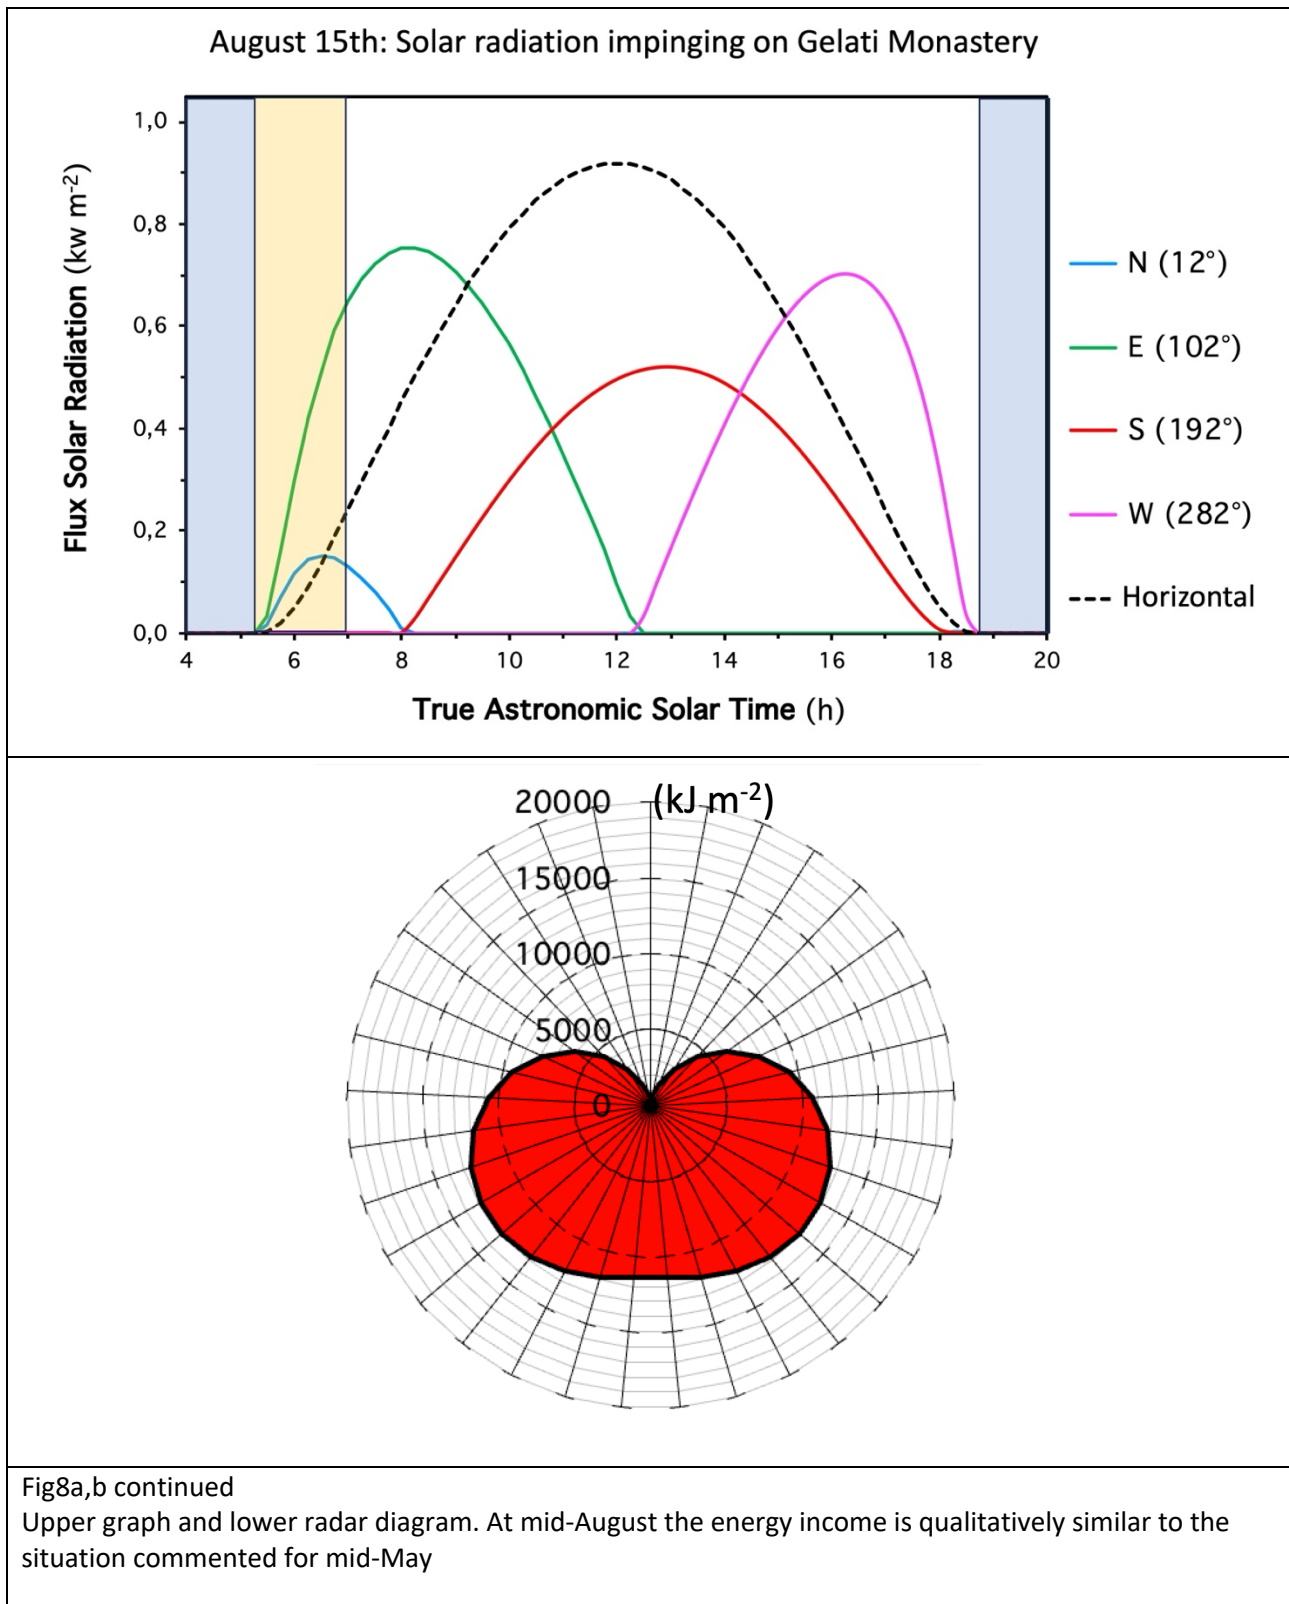 August 15th: Solar radiation impinging on Gelati Monastery
1,0
0,8
0,6
0,4
0,2
0,0
Flux Solar Radiation (kw m-2)
4 6 8 10 12 14 16 18 20
True Astronomic Solar Time (h)
N (12°)
E (102°)
S (192°)
W (282°)
Horizontal
20000 (kJ m-2)
15000
10000
5000
0
Fig8a,b continued
Upper graph and lower radar diagram. At mid-August the energy income is qualitatively similar to the
situation commented for mid-May